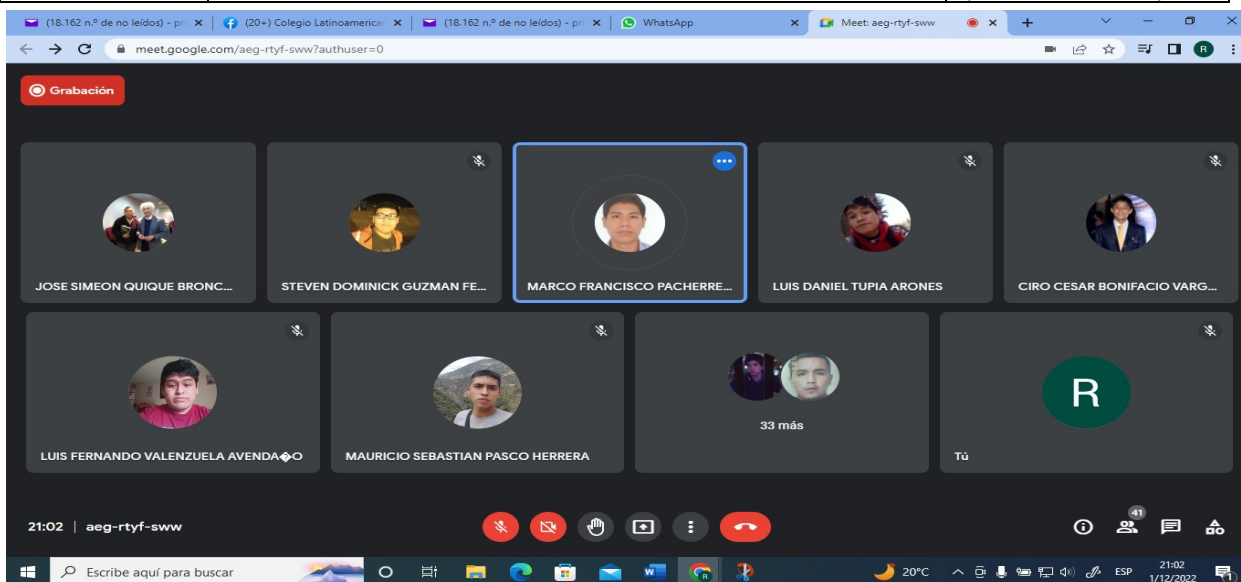 (18.162 n.º de no leídos) - pri
(20+) Colegio Latinoamerica
(18.162 n.º de no leídos) - pri
WhatsApp
Meet: aeg-rtyf-sww
meet.google.com/aeg-rtyf-sww?authuser=0
R
Grabación
JOSE SIMEON QUIQUE BRONC...
STEVEN DOMINICK GUZMAN FE...
MARCO FRANCISCO PACHERRE...
LUIS DANIEL TUPIA ARONES
CIRO CESAR BONIFACIO VARG...
R
33 más
LUIS FERNANDO VALENZUELA AVENDA�O
MAURICIO SEBASTIAN PASCO HERRERA
Tú
21:02 | aeg-rtyf-sww
41
Escribe aquí para buscar
20°C
ESP
21:02
1/12/2022
1